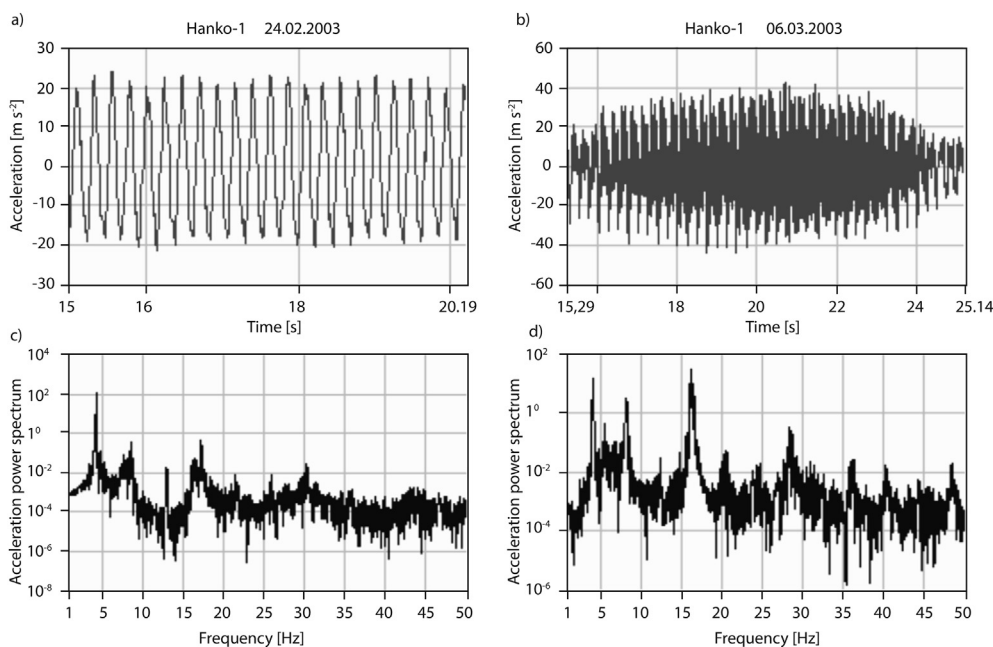 a)
Hanko-1 24.02.2003
30
20
10
0
-10
-20
-30
Acceleration [m s-2]
15 16 18 20.19
Time [s]
b)
Hanko-1 06.03.2003
60
40
20
0
-20
-40
-60
Acceleration [m s-2]
15,29 18 20 22 24 25.14
Time [s]
c)
10^4
10^2
10^0
10^-2
10^-4
10^-6
10^-8
Acceleration power spectrum
1 5 10 15 20 25 30 35 40 45 50
Frequency [Hz]
d)
10^2
10^0
10^-2
10^-4
10^-6
Acceleration power spectrum
1 5 10 15 20 25 30 35 40 45 50
Frequency [Hz]